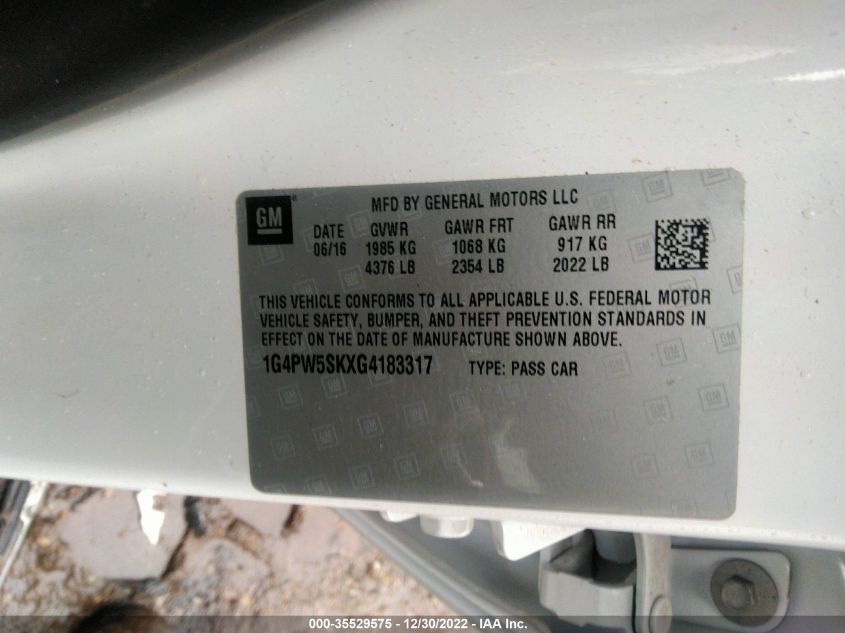 GM
MFD BY GENERAL MOTORS LLC
DATE GVWR GAWR FRT GAWR RR
06/16 1985 KG 1068 KG 917 KG
4376 LB 2354 LB 2022 LB
THIS VEHICLE CONFORMS TO ALL APPLICABLE U.S. FEDERAL MOTOR
VEHICLE SAFETY, BUMPER, AND THEFT PREVENTION STANDARDS IN
EFFECT ON THE DATE OF MANUFACTURE SHOWN ABOVE.
1G4PW5SKXG4183317 TYPE: PASS CAR
000-35529575 - 12/30/2022 - IAA Inc.